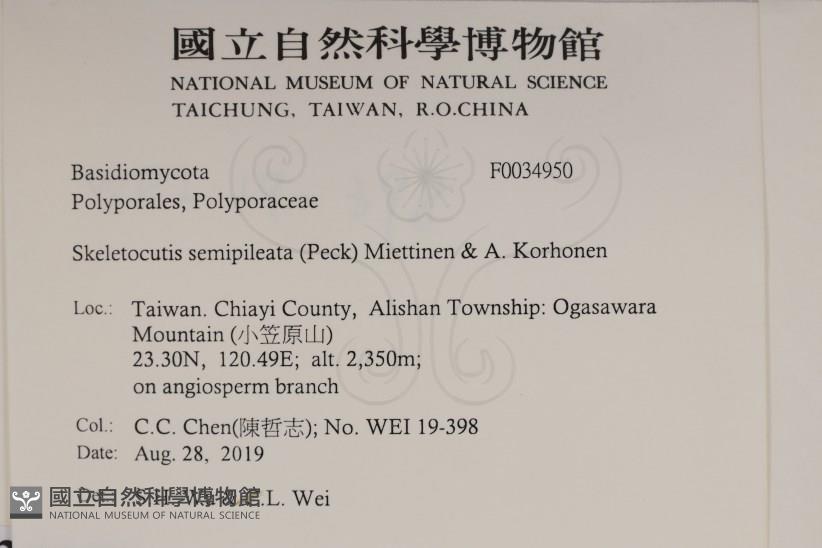 國立自然科學博物館
NATIONAL MUSEUM OF NATURAL SCIENCE
TAICHUNG, TAIWAN, R.O.CHINA
Basidiomycota F0034950
Polyporales, Polyporaceae
Skeletocutis semipileata (Peck) Miettinen & A. Korhonen
Loc.: Taiwan. Chiayi County, Alishan Township: Ogasawara
Mountain (小笠原山)
23.30N, 120.49E; alt. 2,350m;
on angiosperm branch
Col.: C.C. Chen(陳哲志); No. WEI 19-398
Date: Aug. 28, 2019
Wei
國立自然科學博物館
NATIONAL MUSEUM OF NATURAL SCIENCE